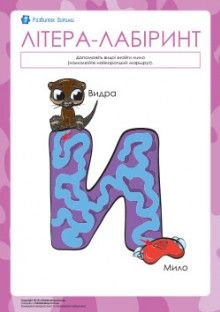 Розвиток дитини
ЛІТЕРА-ЛАБІРИНТ
Допоможіть видрі знайти мило
(намалюйте найкоротший маршрут).
Видра
И
Мило